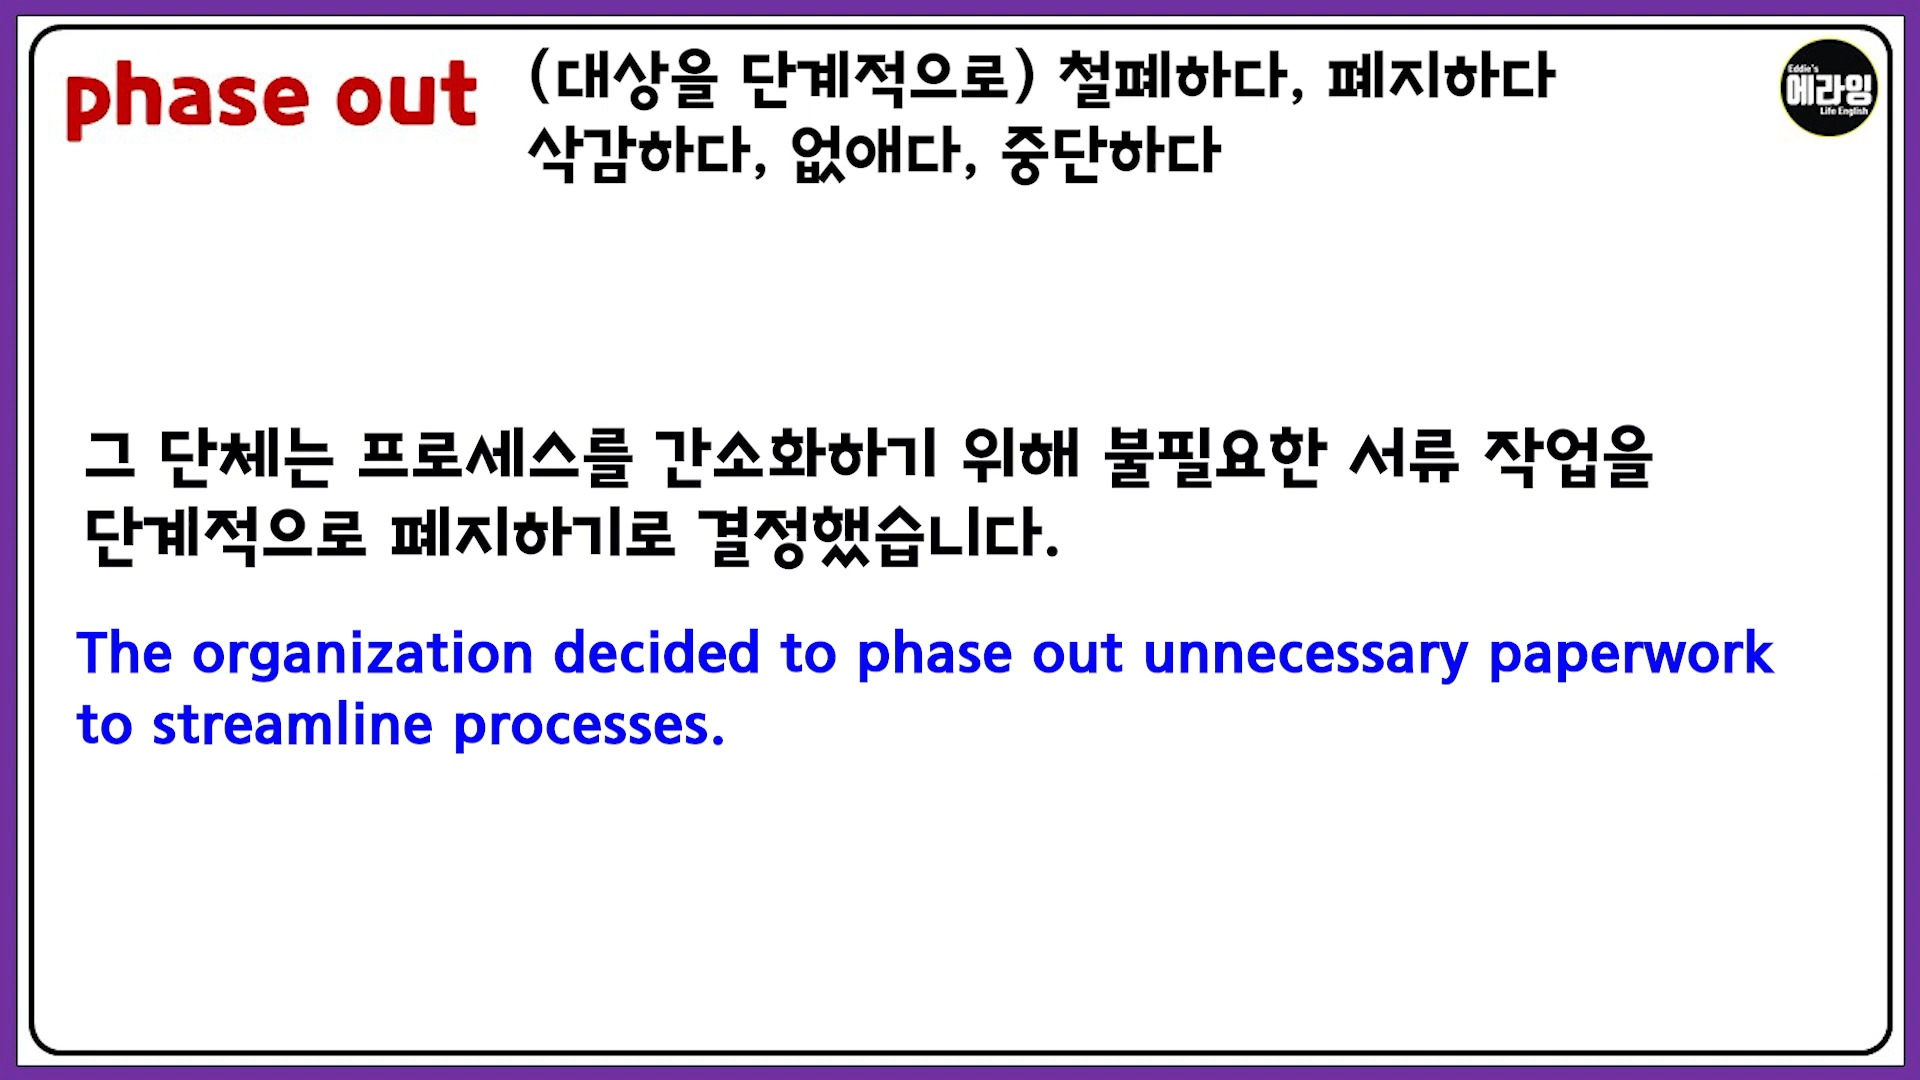 phase out
(대상을 단계적으로) 철폐하다, 폐지하다
삭감하다, 없애다, 중단하다
Eddie's
에라잉
Life English
그 단체는 프로세스를 간소화하기 위해 불필요한 서류 작업을
단계적으로 폐지하기로 결정했습니다.
The organization decided to phase out unnecessary paperwork
to streamline processes.